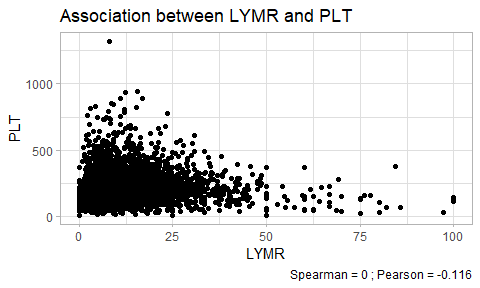 Association between LYMR and PLT
PLT
1000
500
0
0
25
50
75
100
LYMR
Spearman = 0 ; Pearson = -0.116